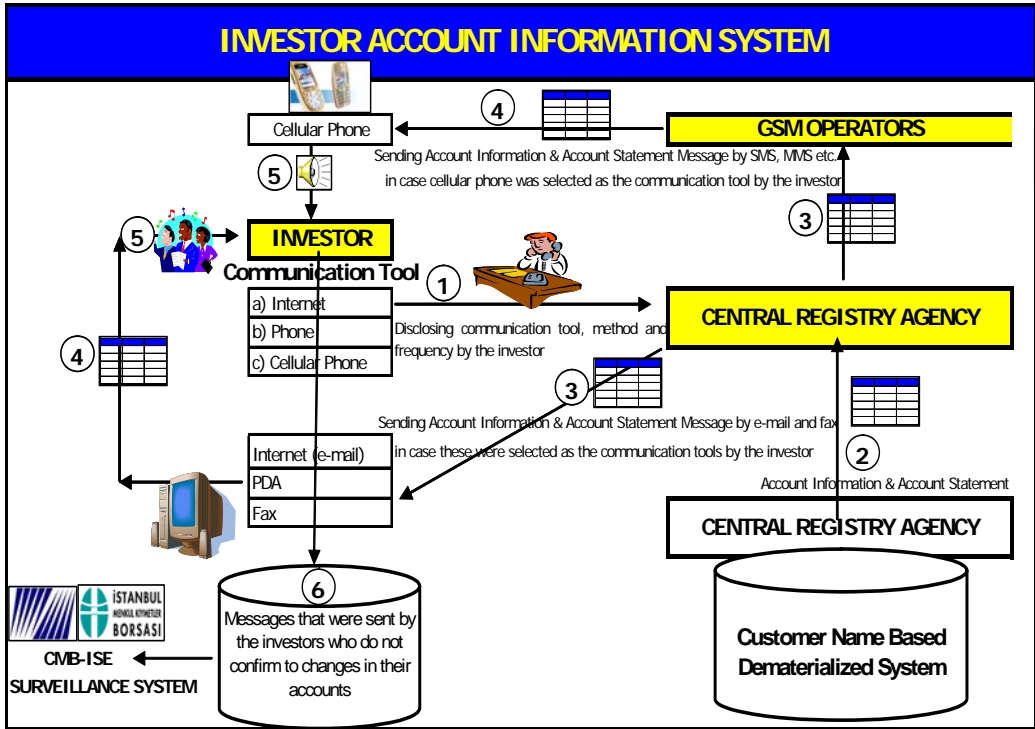 INVESTOR ACCOUNT INFORMATION SYSTEM
Cellular Phone
4
GSM OPERATORS
Sending Account Information & Account Statement Message by SMS, MMS etc.
in case cellular phone was selected as the communication tool by the investor
5
3
5
INVESTOR
Communication Tool
1
a) Internet
b) Phone
c) Cellular Phone
Disclosing communication tool, method and
frequency by the investor
CENTRAL REGISTRY AGENCY
4
3
Sending Account Information & Account Statement Message by e-mail and fax
in case these were selected as the communication tools by the investor
2
Internet (e-mail)
PDA
Fax
Account Information & Account Statement
CENTRAL REGISTRY AGENCY
Customer Name Based
Dematerialized System
6
Messages that were sent by
the investors who do not
confirm to changes in their
accounts
İSTANBUL
MENKUL KIYMETLER
BORSASI
CMB-ISE
SURVEILLANCE SYSTEM